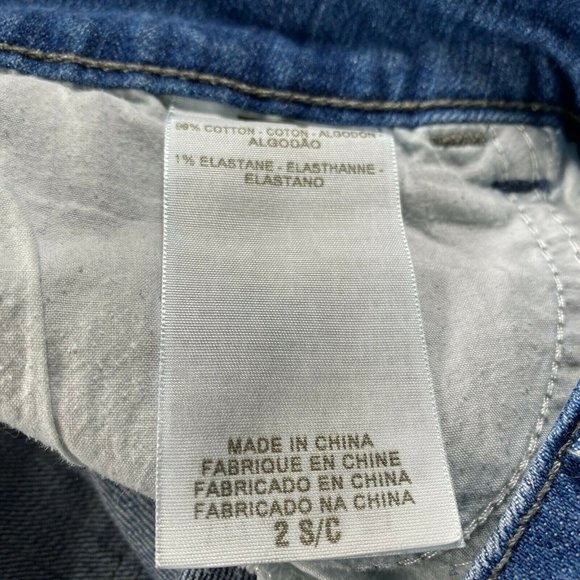 COTTON - COTON - ALGODON -
ALGODÃO
1% ELASTANE - ELASTHANNE -
ELASTANO
MADE IN CHINA
FABRIQUE EN CHINE
FABRICADO EN CHINA
FABRICADO NA CHINA
2 S/C